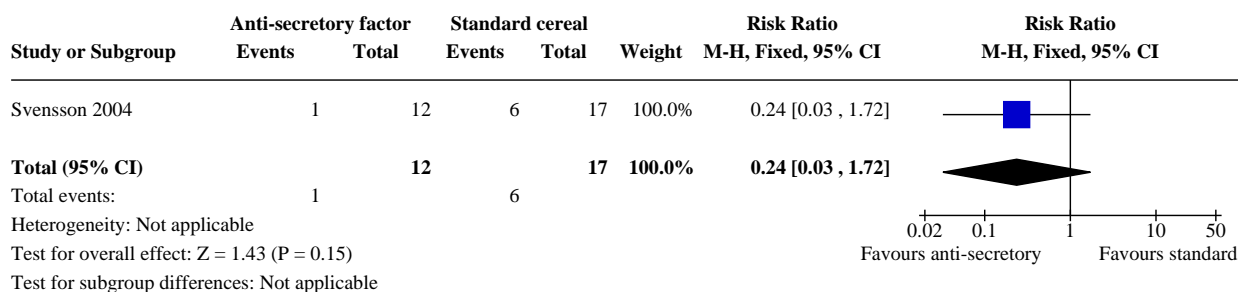 Anti-secretory factor Standard cereal Risk Ratio Risk Ratio
Study or Subgroup Events Total Events Total Weight M-H, Fixed, 95% CI M-H, Fixed, 95% CI
Svensson 2004 1 12 6 17 100.0% 0.24 [0.03 , 1.72]
Total (95% CI) 12 17 100.0% 0.24 [0.03 , 1.72]
Total events: 1 6
Heterogeneity: Not applicable
0.02 0.1 1 10 50
Test for overall effect: Z = 1.43 (P = 0.15)
Favours anti-secretory Favours standard
Test for subgroup differences: Not applicable